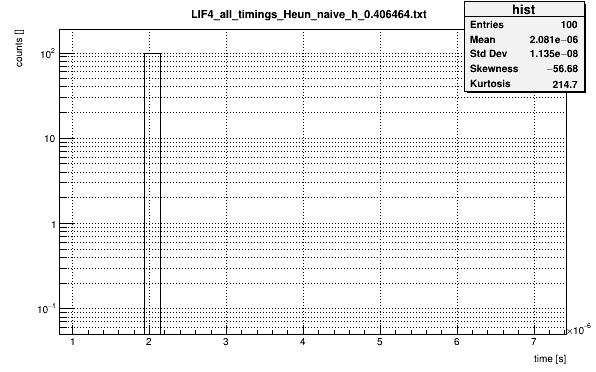 LIF4_all_timings_Heun_naive_h_0.406464.txt
hist
Entries 100
Mean 2.081e−06
Std Dev 1.135e−08
Skewness −56.68
Kurtosis 214.7
counts []
10²
10
1
10⁻¹
1 2 3 4 5 6 7
×10⁻⁶
time [s]